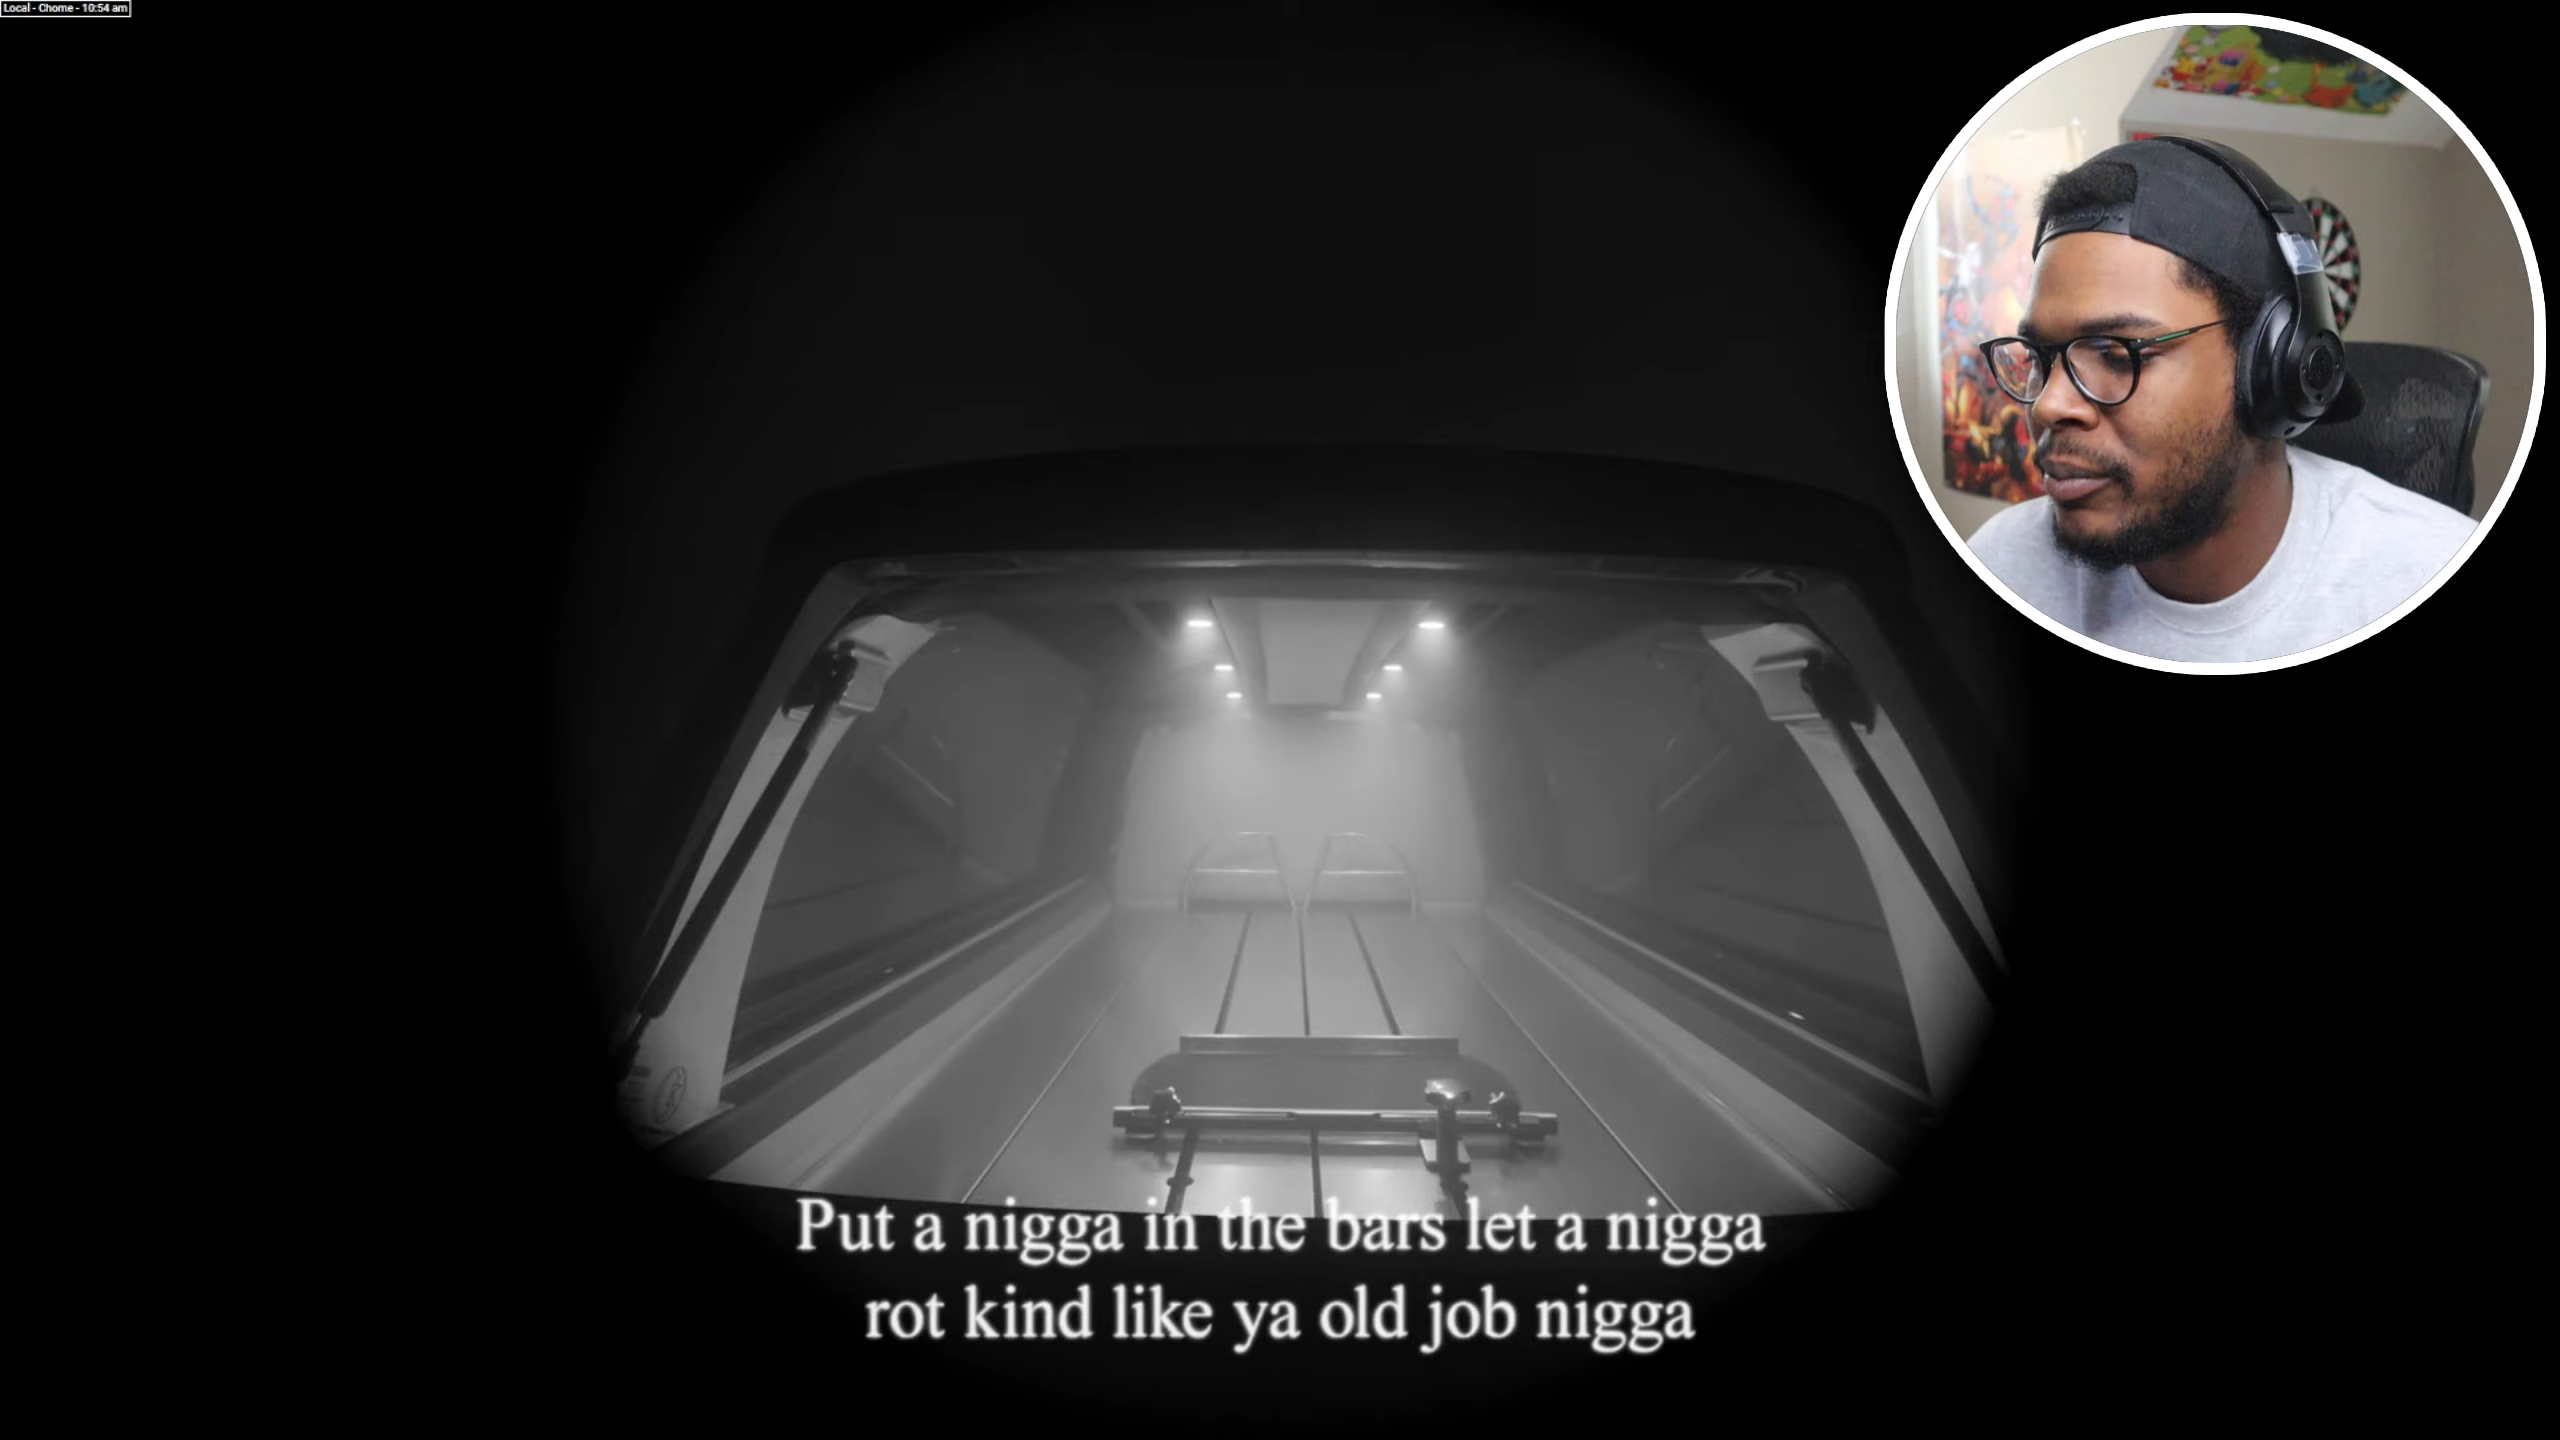 Local - Chome - 10:54 am
Put a nigga in the bars let a nigga
rot kind like ya old job nigga